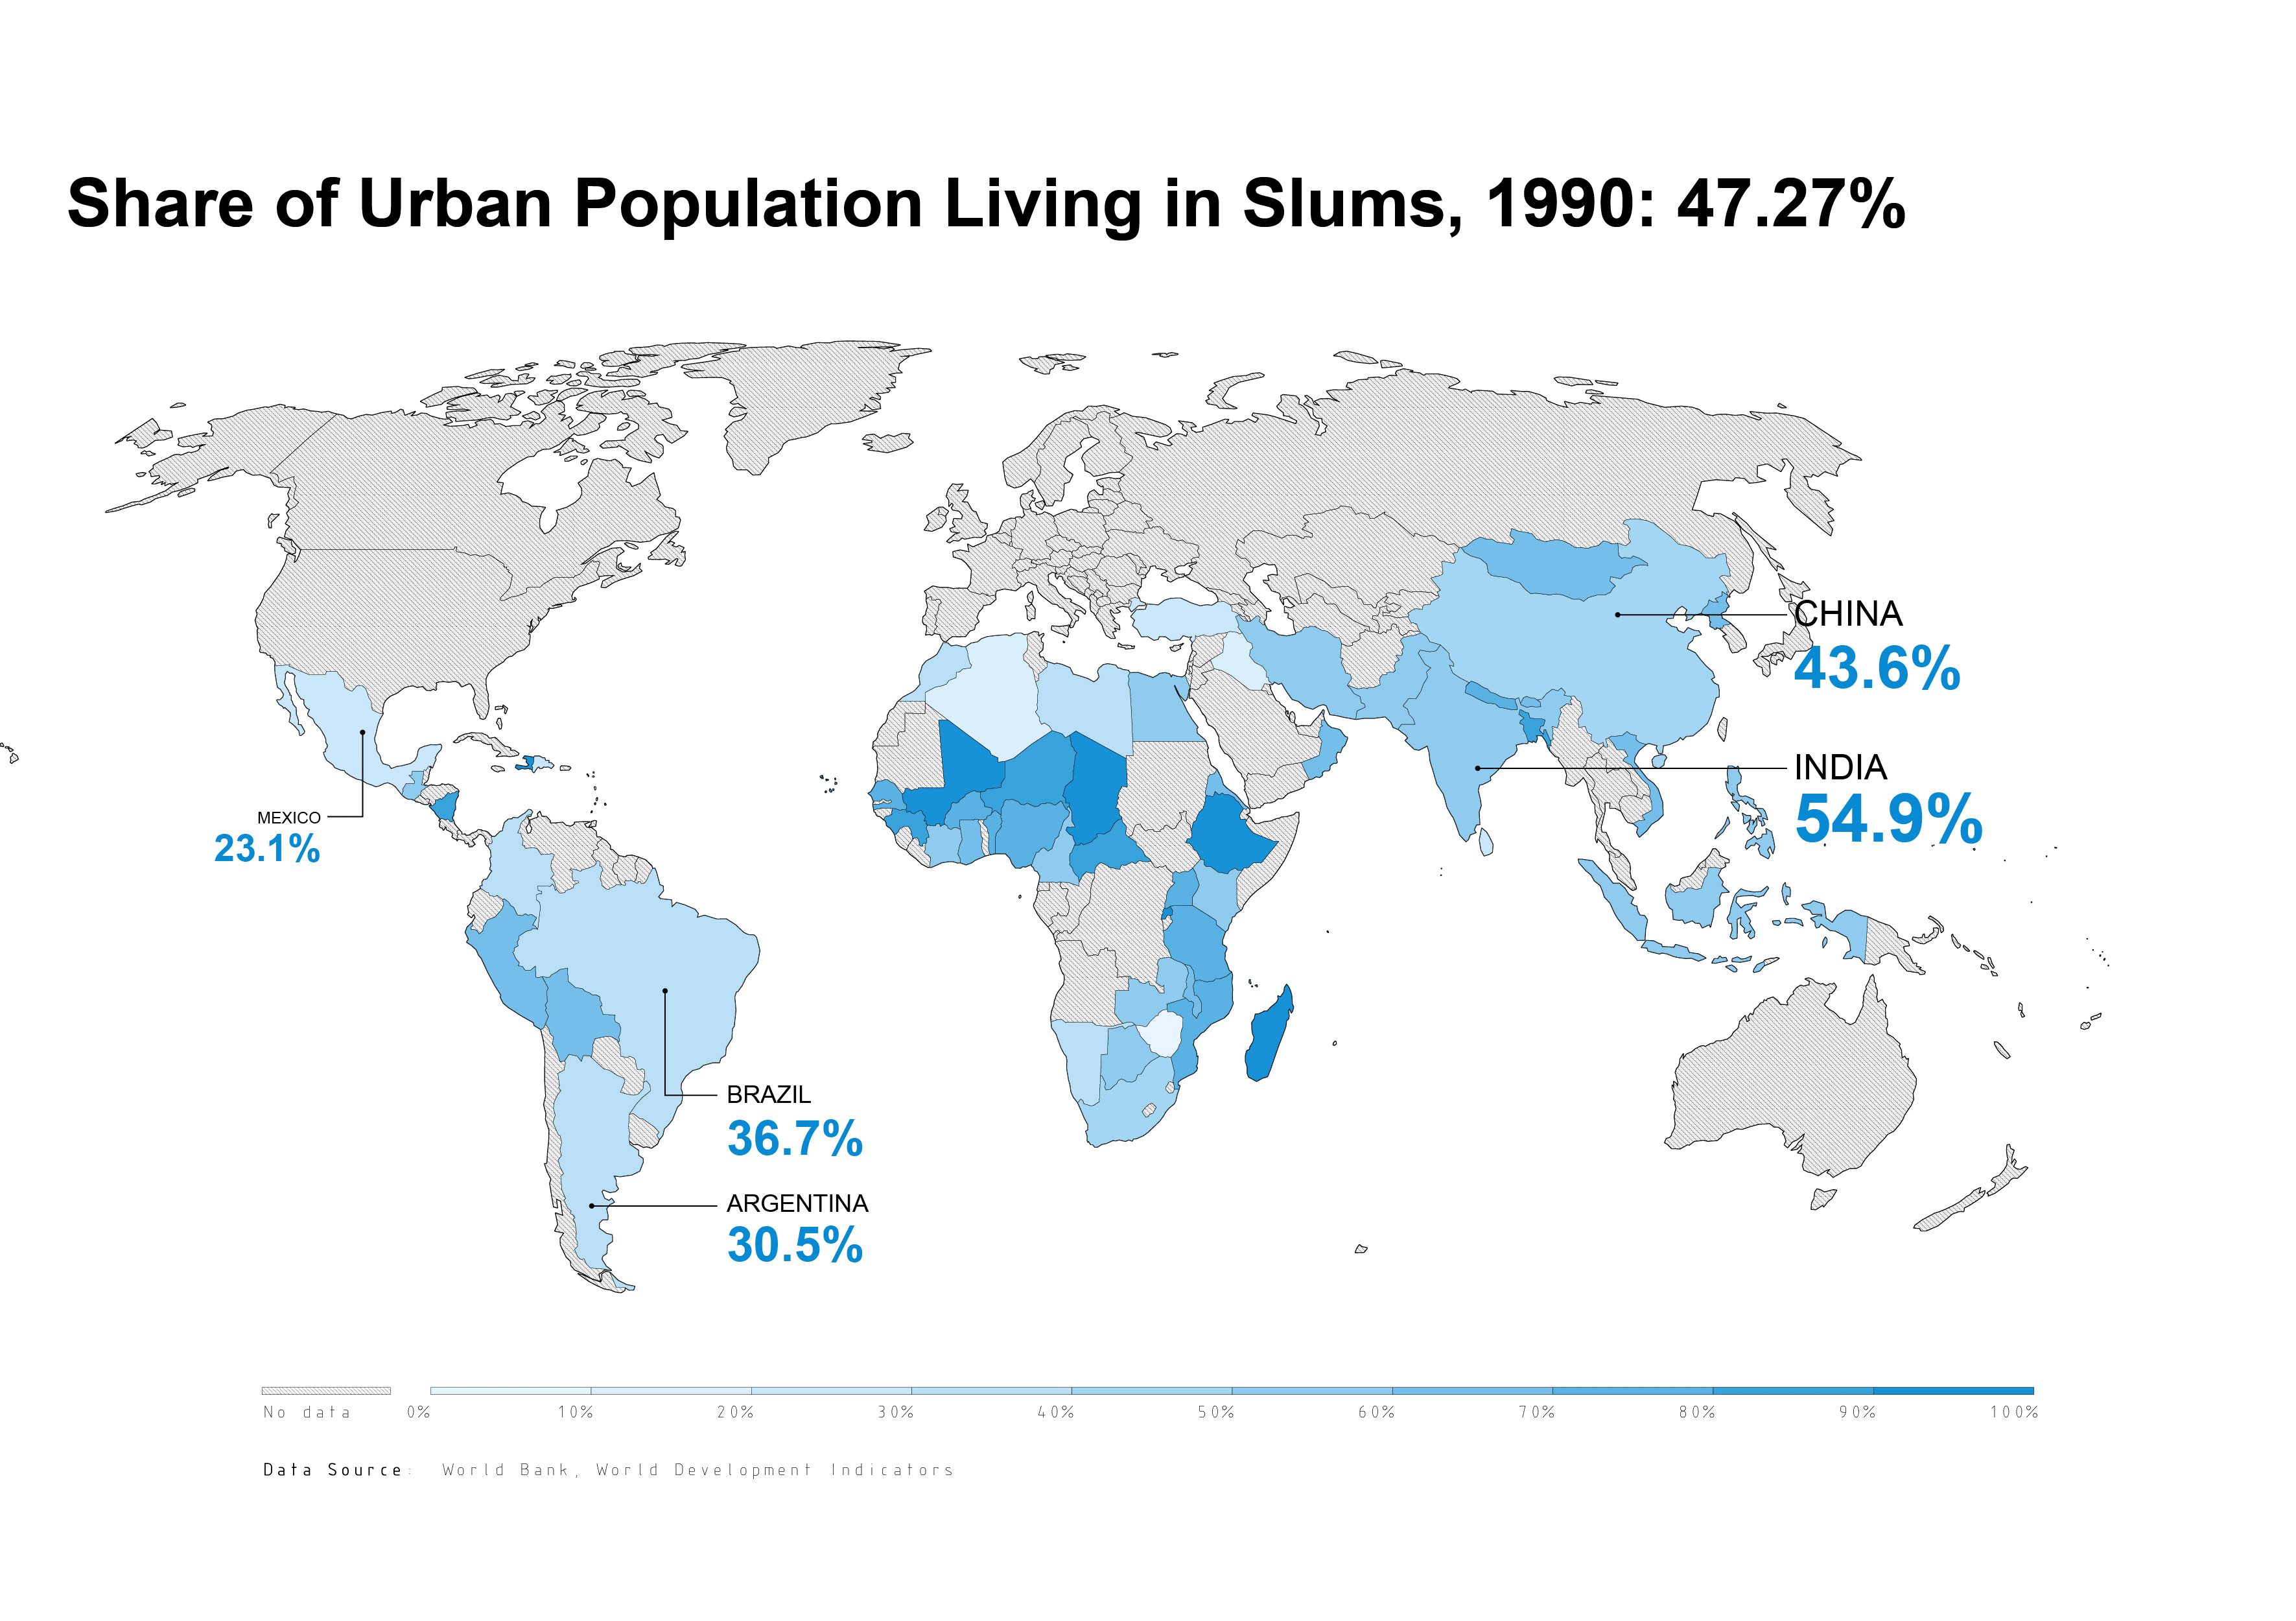 Share of Urban Population Living in Slums, 1990: 47.27%
CHINA
43.6%
INDIA
54.9%
MEXICO
23.1%
BRAZIL
36.7%
ARGENTINA
30.5%
No data 0% 10% 20% 30% 40% 50% 60% 70% 80% 90% 100%
Data Source: World Bank, World Development Indicators